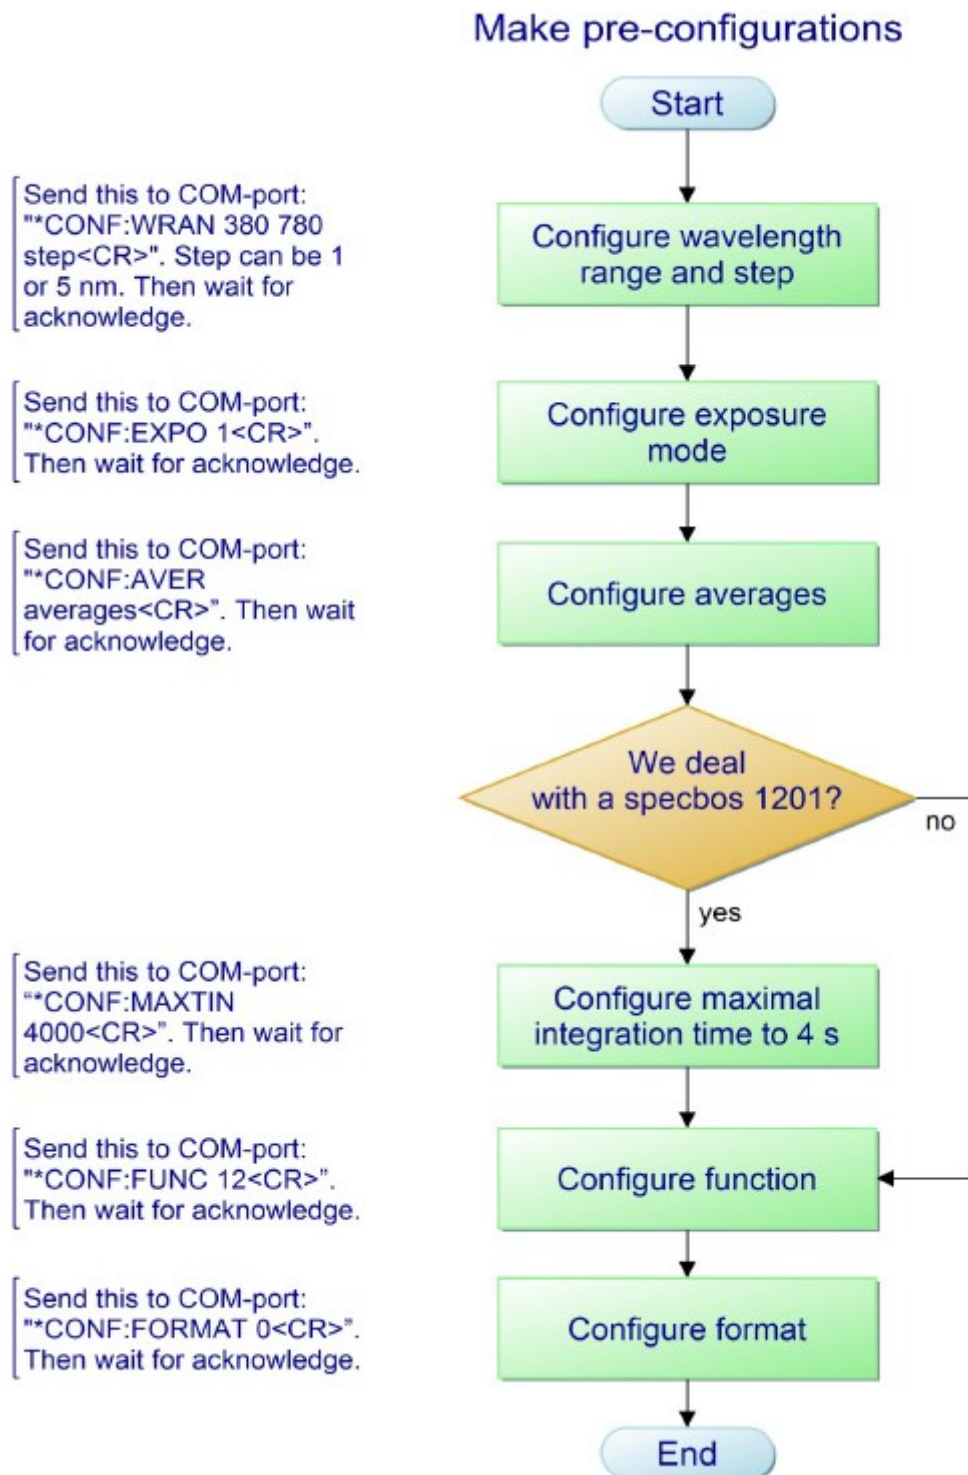 Make pre-configurations
Start
Send this to COM-port:
"*CONF:WRAN 380 780
step<CR>". Step can be 1
or 5 nm. Then wait for
acknowledge.
Configure wavelength
range and step
Send this to COM-port:
"*CONF:EXPO 1<CR>”.
Then wait for acknowledge.
Configure exposure
mode
Send this to COM-port:
"*CONF:AVER
averages<CR>”. Then wait
for acknowledge.
Configure averages
We deal
with a specbos 1201?
no
yes
Send this to COM-port:
“*CONF:MAXTIN
4000<CR>”. Then wait for
acknowledge.
Configure maximal
integration time to 4 s
Send this to COM-port:
"*CONF:FUNC 12<CR>”.
Then wait for acknowledge.
Configure function
Send this to COM-port:
"*CONF:FORMAT 0<CR>”.
Then wait for acknowledge.
Configure format
End